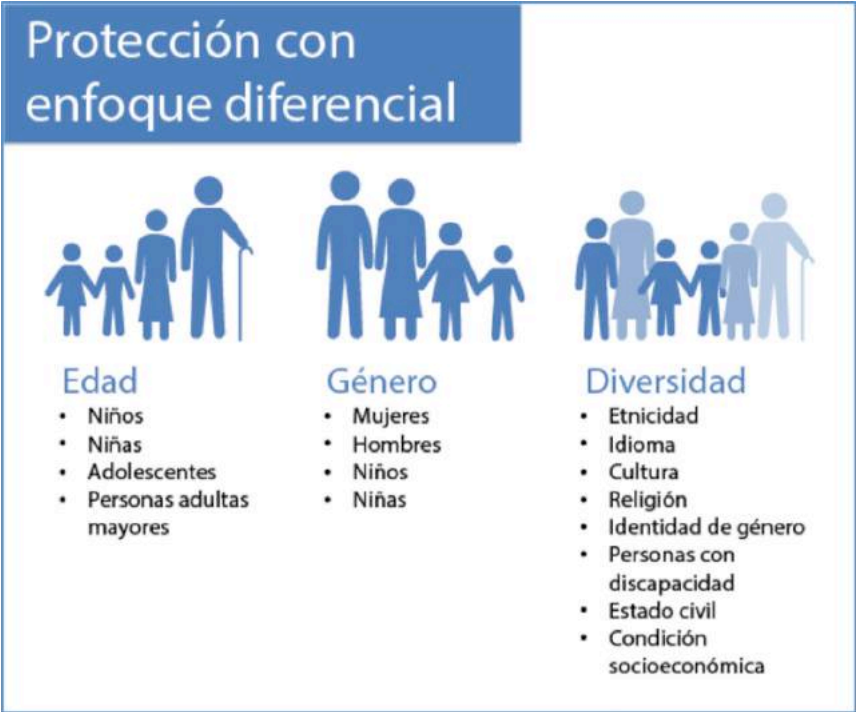 Protección con
enfoque diferencial
Edad
• Niños
• Niñas
• Adolescentes
• Personas adultas
mayores
Género
• Mujeres
• Hombres
• Niños
• Niñas
Diversidad
• Etnicidad
• Idioma
• Cultura
• Religión
• Identidad de género
• Personas con
discapacidad
• Estado civil
• Condición
socioeconómica